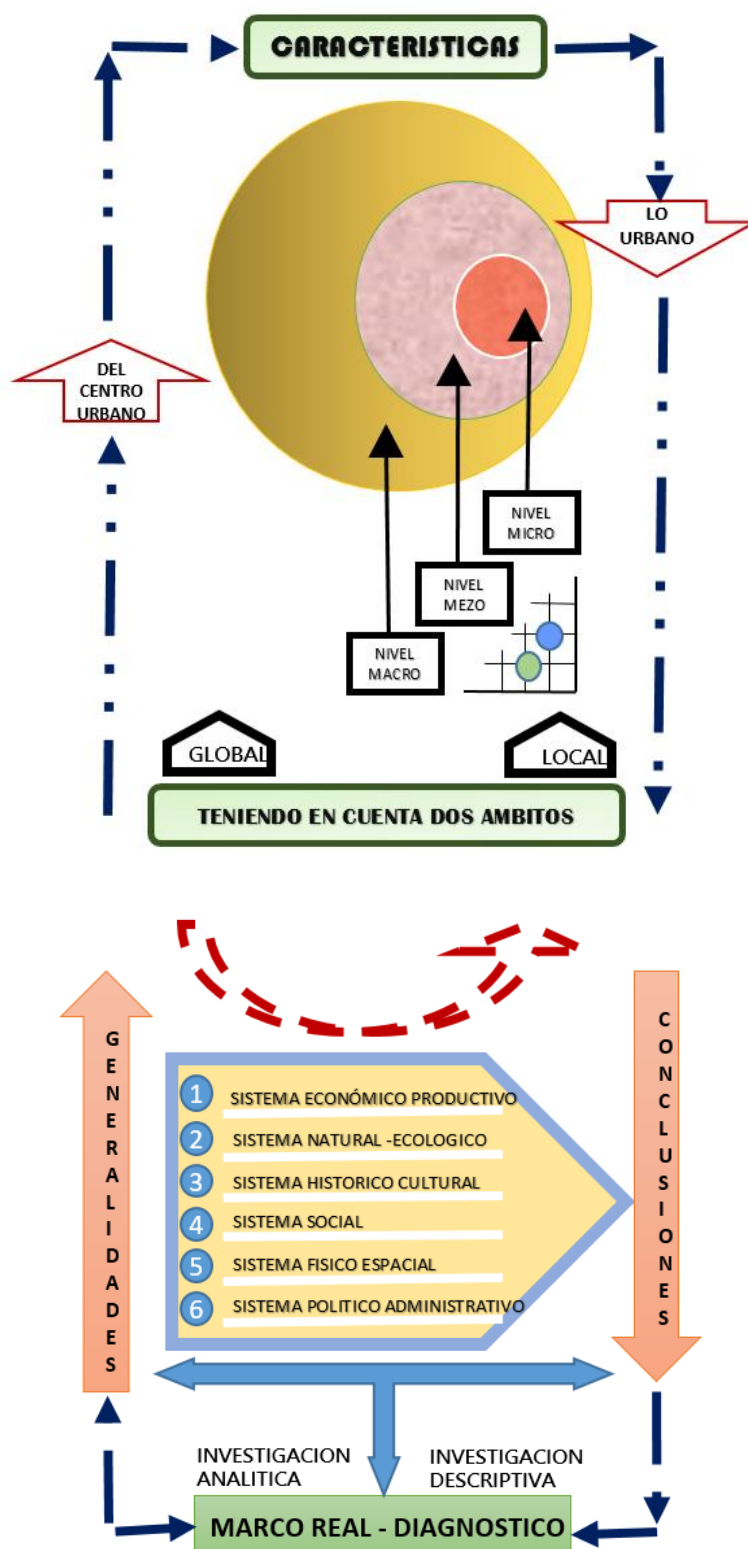 CARACTERISTICAS
LO
URBANO
DEL
CENTRO
URBANO
NIVEL
MICRO
NIVEL
MEZO
NIVEL
MACRO
GLOBAL
LOCAL
TENIENDO EN CUENTA DOS AMBITOS
GENERALIDADES
1 SISTEMA ECONÓMICO PRODUCTIVO
2 SISTEMA NATURAL -ECOLOGICO
3 SISTEMA HISTORICO CULTURAL
4 SISTEMA SOCIAL
5 SISTEMA FISICO ESPACIAL
6 SISTEMA POLITICO ADMINISTRATIVO
CONCLUSIONES
INVESTIGACION
ANALITICA
INVESTIGACION
DESCRIPTIVA
MARCO REAL - DIAGNOSTICO